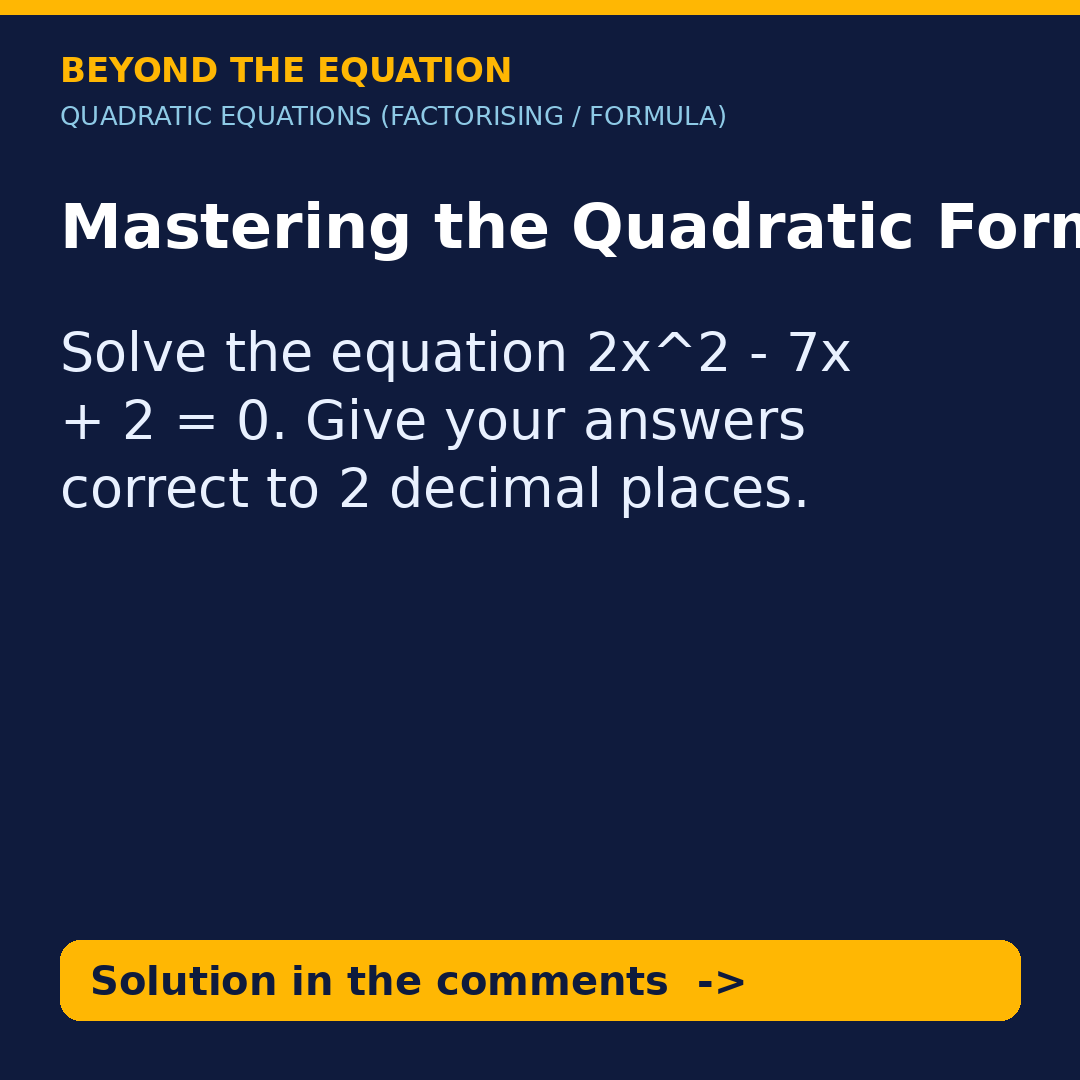 BEYOND THE EQUATION
QUADRATIC EQUATIONS (FACTORISING / FORMULA)
Mastering the Quadratic
Solve the equation 2x^2 - 7x
+ 2 = 0. Give your answers
correct to 2 decimal places.
Solution in the comments ->